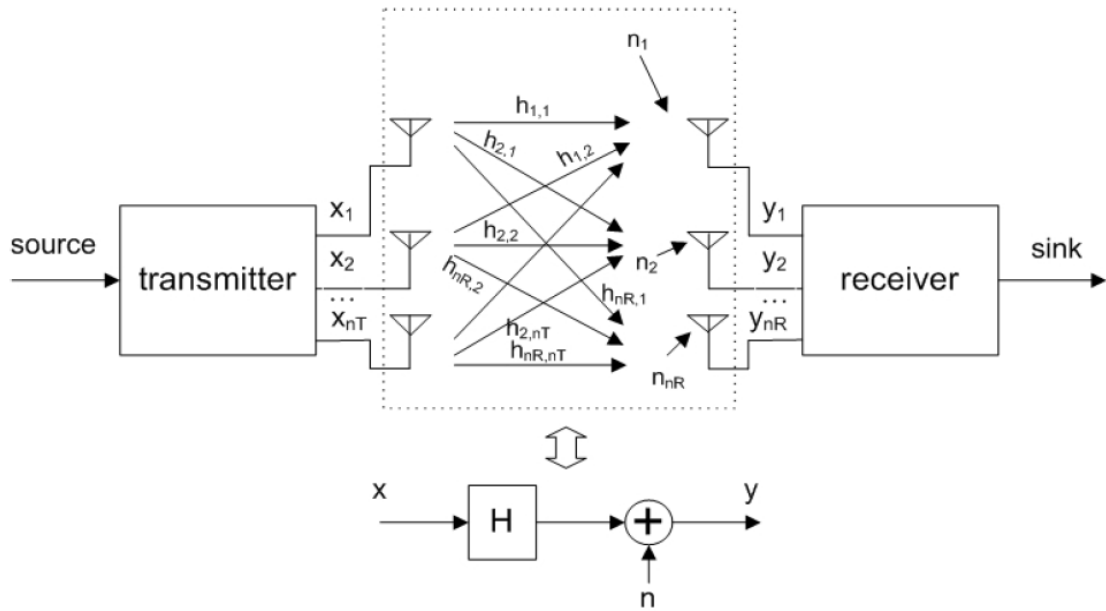 n₁
h₁,₁
h₂,₁
h₁,₂
x₁
y₁
source
transmitter
x₂
h₂,₂
n₂
y₂
receiver
sink
...
hₙR,₂
hₙR,₁
...
xₙT
h₂,ₙT
yₙR
hₙR,ₙT
nₙR
x
H
+
y
n